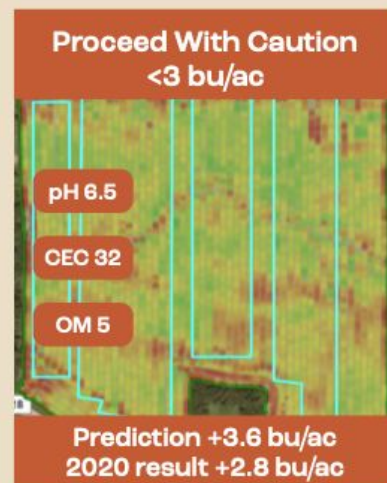 Proceed With Caution
<3 bu/ac
pH 6.5
CEC 32
OM 5
Prediction +3.6 bu/ac
2020 result +2.8 bu/ac